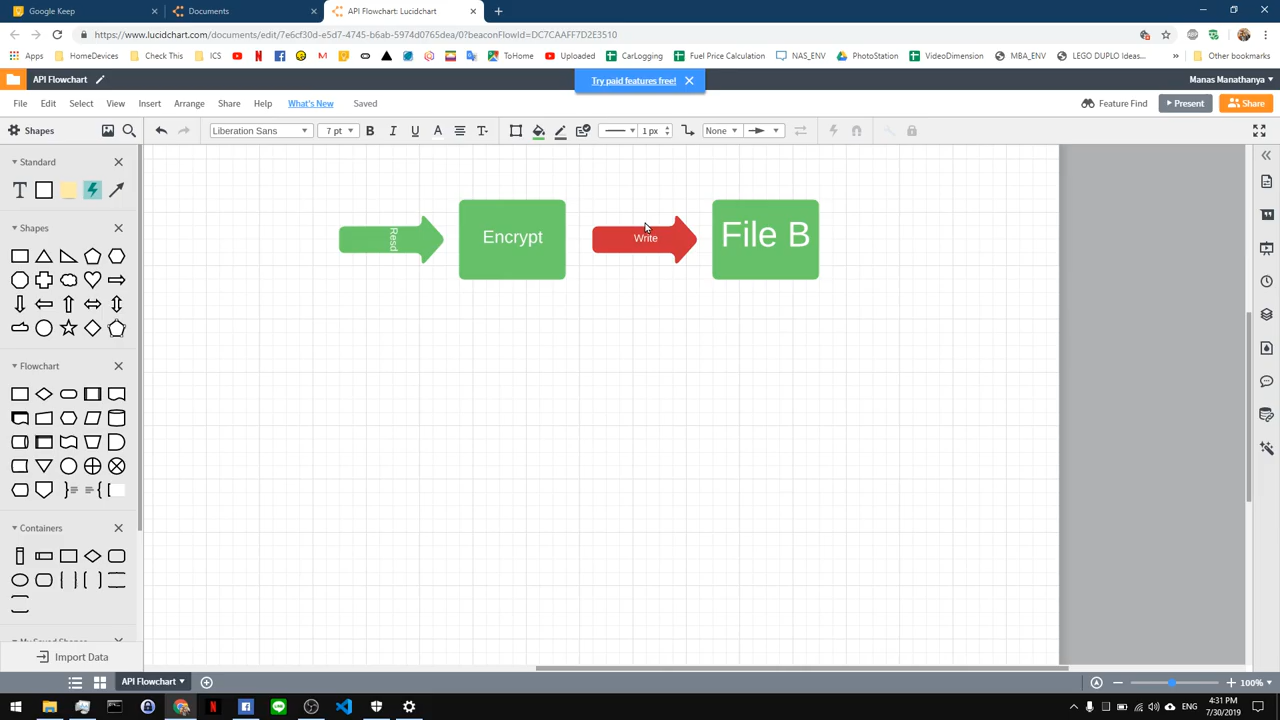 Google Keep
Documents
API Flowchart: Lucidchart
https://www.lucidchart.com/documents/edit/7e6cf30d-e5d7-4745-b6ab-5974d0765dea/0?beaconFlowId=DC7CAAFF7D2E3510
Apps
HomeDevices
Check This
ICS
ToHome
Uploaded
CarLogging
Fuel Price Calculation
NAS_ENV
PhotoStation
VideoDimension
MBA_ENV
LEGO DUPLO Ideas...
Other bookmarks
API Flowchart
Try paid features free!
Manas Manathanya
File Edit Select View Insert Arrange Share Help What's New Saved
Feature Find
Present
Share
Shapes
Liberation Sans
7 pt
B I U A T
1 px
None
Standard
T
Shapes
Flowchart
Containers
My Saved Shapes
Import Data
Resd
Encrypt
Write
File B
API Flowchart
100%
ENG
4:31 PM
7/30/2019